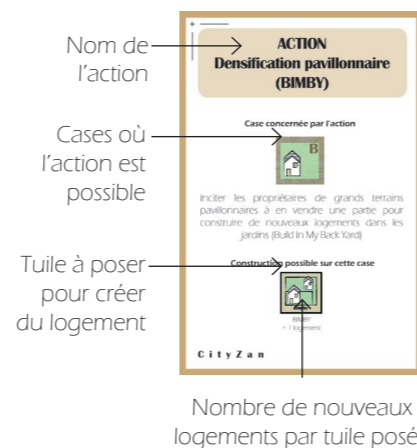 Nom de
l'action
Cases où
l'action est
possible
Tuile à poser
pour créer
du logement
ACTION
Densification pavillonnaire
(BIMBY)
Case concernée par l'action
B
Inciter les propriétaires de grands terrains
pavillonnaires à en vendre une partie pour
construire de nouveaux logements dans les
jardins (Build In My Back Yard)
Construction possible sur cette case
BIMBY
+ 1 logement
CityZan
Nombre de nouveaux
logements par tuile posé